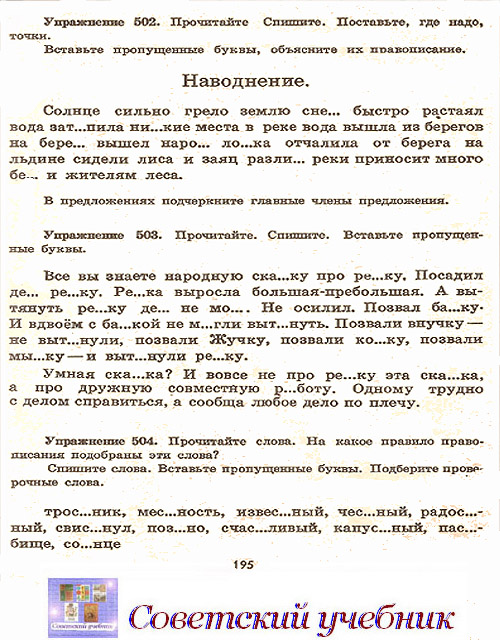 Упражнение 502. Прочитайте Спишите. Поставьте, где надо,
точки.
Вставьте пропущенные буквы, объясните их правописание.
Наводнение.
Солнце сильно грело землю сне... быстро растаял
вода зат...пила ни...кие места в реке вода вышла из берегов
на бере... вышел наро... ло...ка отчалила от берега на
льдине сидели лиса и заяц разли... реки приносит много
бе... и жителям леса.
В предложениях подчеркните главные члены предложения.
Упражнение 503. Прочитайте. Спишите. Вставьте пропущен-
ные буквы.
Все вы знаете народную ска...ку про ре...ку. Посадил
де... ре...ку. Ре...ка выросла большая-пребольшая. А вы-
тянуть ре...ку де... не мо.... Не осилил. Позвал ба...ку.
И вдвоём с ба...кой не м...гли выт...нуть. Позвали внучку —
не выт...нули, позвали Жучку, позвали ко...ку, позвали
мы...ку — и выт...нули ре...ку.
Умная ска...ка? И вовсе не про ре...ку эта ска...ка,
а про дружную совместную р...боту. Одному трудно
с делом справиться, а сообща любое дело по плечу.
Упражнение 504. Прочитайте слова. На какое правило право-
писания подобраны эти слова?
Спишите слова. Вставьте пропущенные буквы. Подберите прове-
рочные слова.
трос...ник, мес...ность, извес...ный, чес...ный, радос...-
ный, свис...нул, поз...но, счас...ливый, капус...ный, пас...-
бище, со...нце
195
Советский учебник
Советский учебник